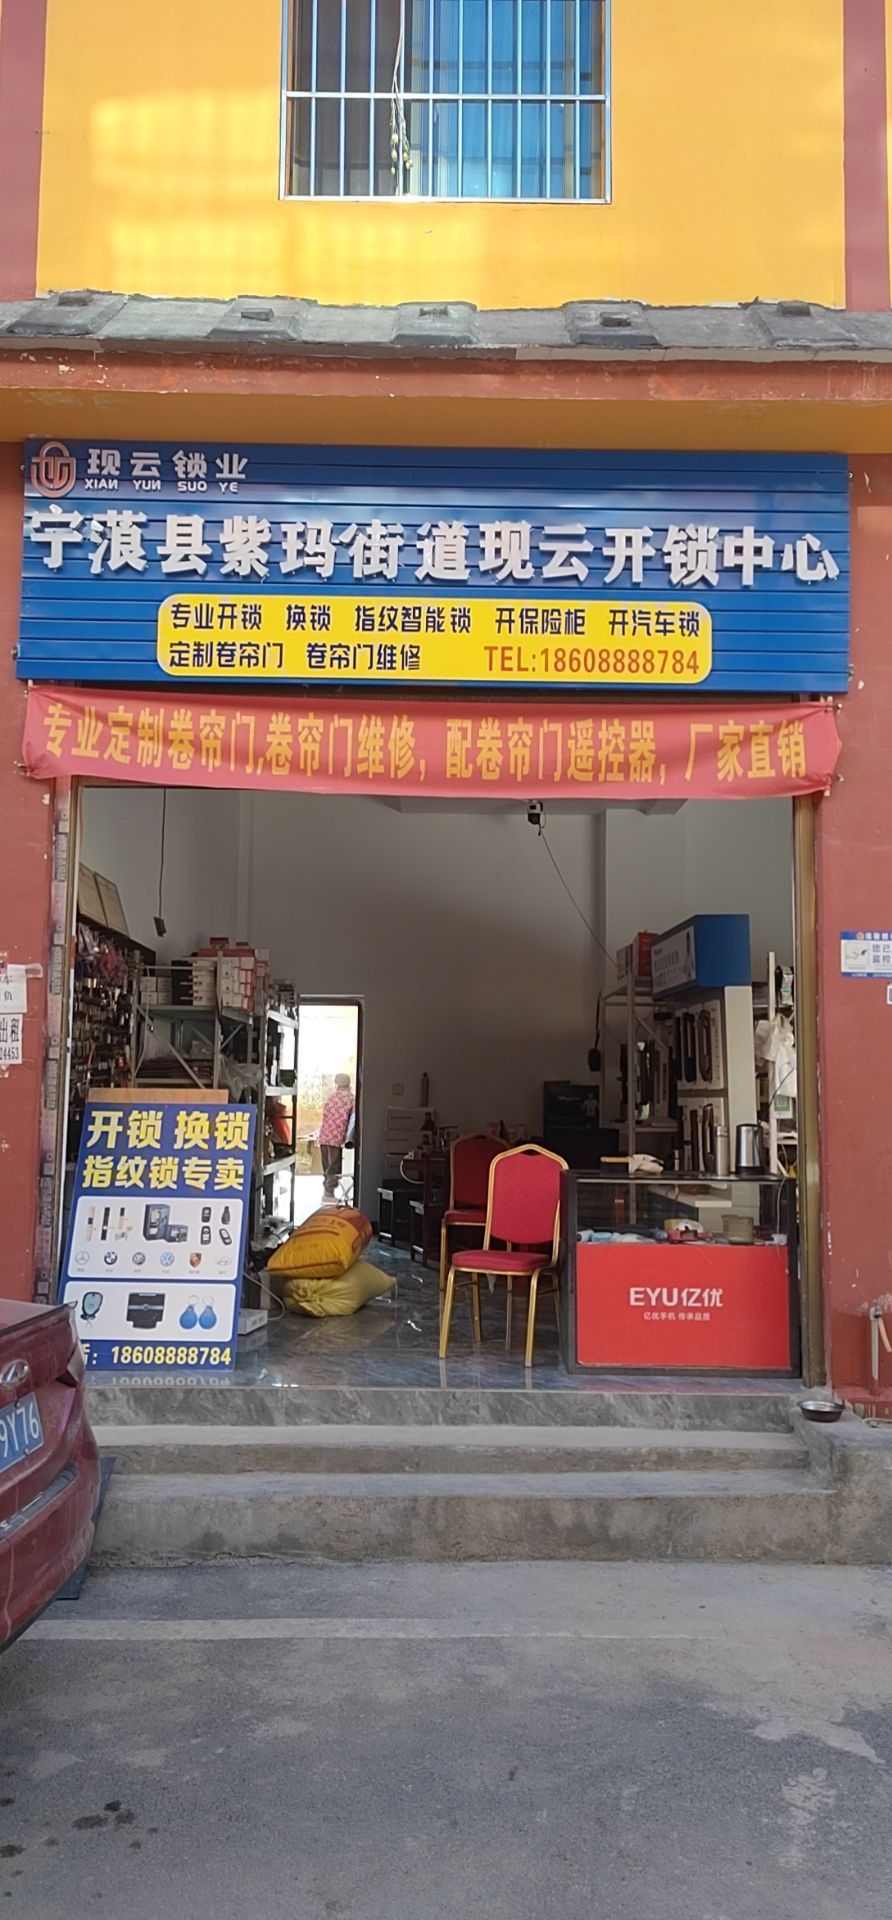 现云锁业
XIAN YUN SUO YE
宁蒗县紫玛街道现云开锁中心
专业开锁 换锁 指纹智能锁 开保险柜 开汽车锁
定制卷帘门 卷帘门维修 TEL:18608888784
专业定制卷帘门,卷帘门维修,配卷帘门遥控器,厂家直销
出租
24453
开锁 换锁
指纹锁专卖
：18608888784
EYU亿优
亿优手机 传承品质
9Y76